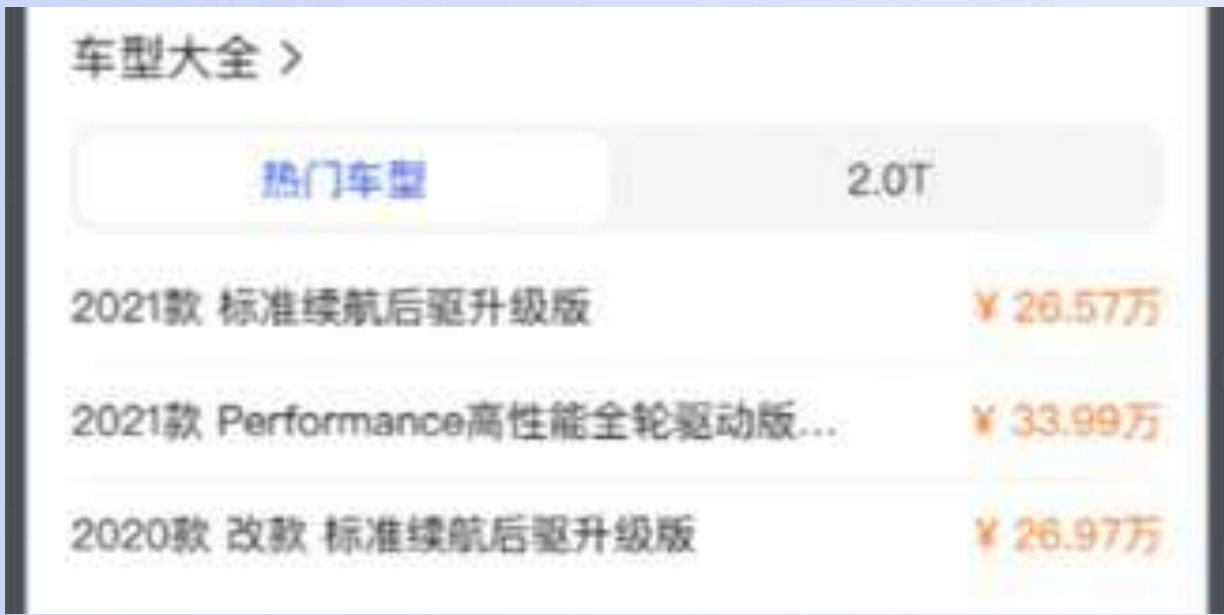 车型大全 >
热门车型 2.0T
2021款 标准续航后驱升级版 ¥ 26.57万
2021款 Performance高性能全轮驱动版... ¥ 33.99万
2020款 改款 标准续航后驱升级版 ¥ 26.97万